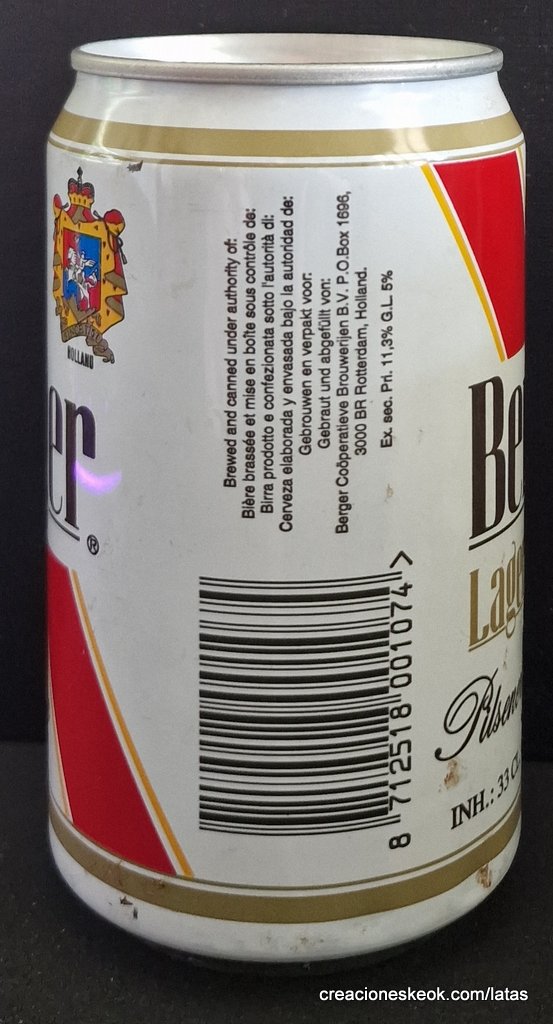 HOLLAND
er®
Brewed and canned under authority of:
Bière brassée et mise en boîte sous contrôle de:
Birra prodotto e confezionata sotto l'autorità di:
Cerveza elaborada y envasada bajo la autoridad de:
Gebrouwen en verpakt voor:
Gebraut und abgefüllt von:
Berger Coöperatieve Brouwerijen B.V. P.O.Box 1696,
3000 BR Rotterdam, Holland.
Ex. sec. Pri. 11,3% G.L. 5%
8 712518 001074 >
Be
Lage
Pilsene
INH.: 33 Cl.
creacioneskeok.com/latas